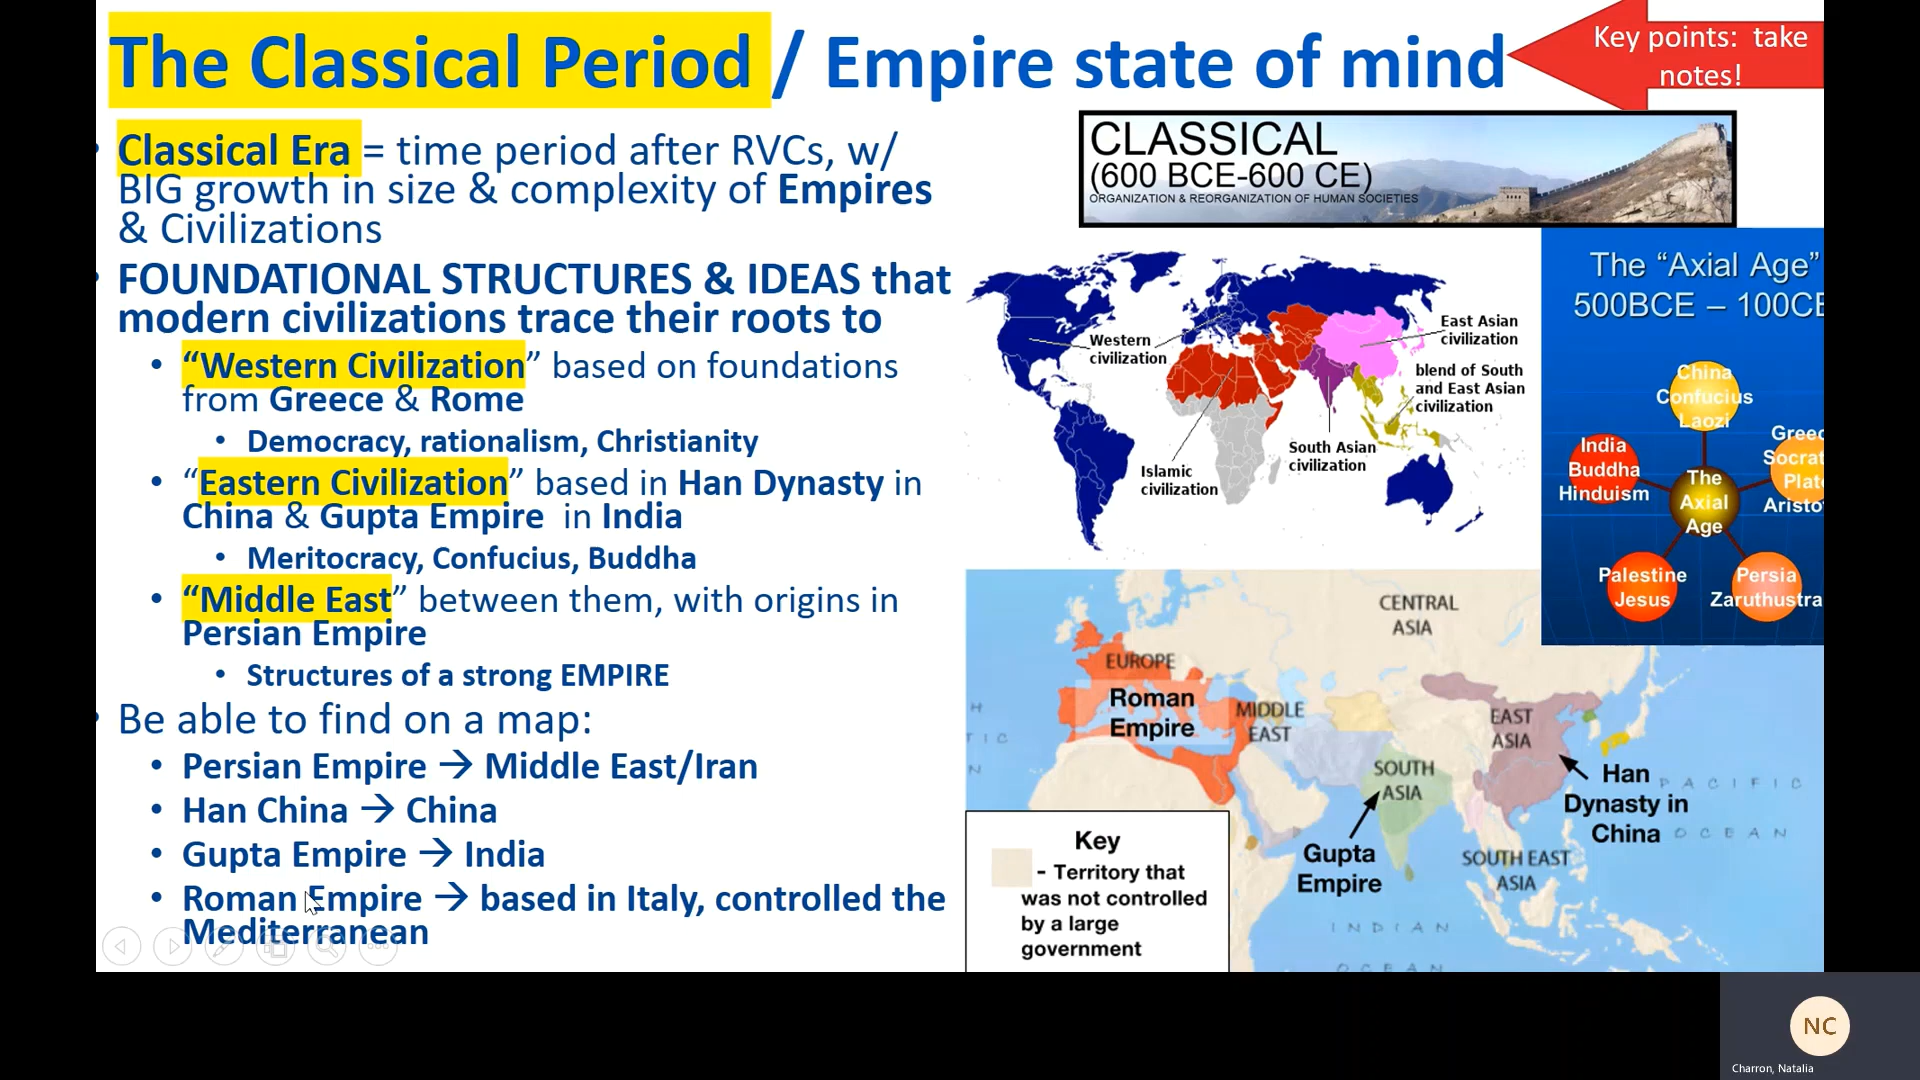 The Classical Period / Empire state of mind
Key points: take
notes!
• Classical Era = time period after RVCs, w/
BIG growth in size & complexity of Empires
& Civilizations
• FOUNDATIONAL STRUCTURES & IDEAS that
modern civilizations trace their roots to
• “Western Civilization” based on foundations
from Greece & Rome
• Democracy, rationalism, Christianity
• “Eastern Civilization” based in Han Dynasty in
China & Gupta Empire in India
• Meritocracy, Confucius, Buddha
• “Middle East” between them, with origins in
Persian Empire
• Structures of a strong EMPIRE
• Be able to find on a map:
• Persian Empire → Middle East/Iran
• Han China → China
• Gupta Empire → India
• Roman Empire → based in Italy, controlled the
Mediterranean
CLASSICAL
(600 BCE-600 CE)
ORGANIZATION & REORGANIZATION OF HUMAN SOCIETIES
Western
civilization
East Asian
civilization
blend of South
and East Asian
civilization
South Asian
civilization
Islamic
civilization
The “Axial Age”
500BCE – 100CE
China
Confucius
Laozi
India
Buddha
Hinduism
Greec
Socrat
Plat
Aristo
The
Axial
Age
Palestine
Jesus
Persia
Zaruthustra
CENTRAL
ASIA
EUROPE
Roman
Empire
MIDDLE
EAST
EAST
ASIA
SOUTH
ASIA
Han
Dynasty in
China
Gupta
Empire
SOUTH EAST
ASIA
PACIFIC
OCEAN
INDIAN
OCEAN
H
TIC
N
Key
- Territory that
was not controlled
by a large
government
NC
Charron, Natalia